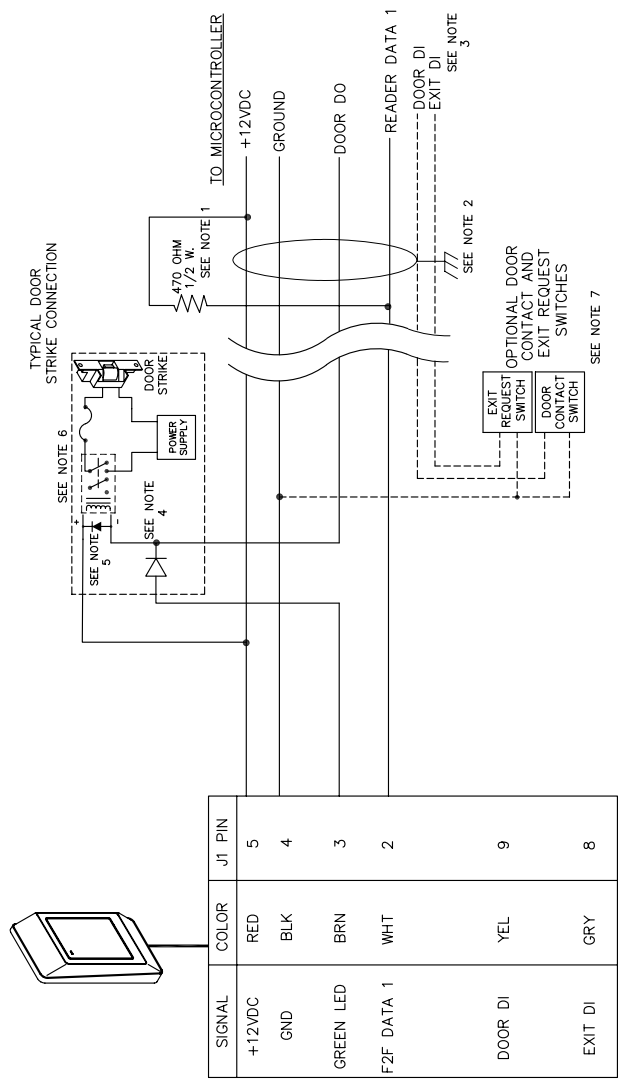 TYPICAL DOOR
STRIKE CONNECTION
SEE NOTE 6
+
-
SEE NOTE
5
SEE NOTE
4
DOOR
STRIKE
POWER
SUPPLY
470 OHM
1/2 W.
SEE NOTE 1
TO MICROCONTROLLER
+12VDC
GROUND
DOOR DO
READER DATA 1
DOOR DI
EXIT DI
SEE NOTE
3
SEE NOTE 2
OPTIONAL DOOR
CONTACT AND
EXIT REQUEST
SWITCHES
SEE NOTE 7
EXIT
REQUEST
SWITCH
DOOR
CONTACT
SWITCH
SIGNAL COLOR J1 PIN
+12VDC RED 5
GND BLK 4
GREEN LED BRN 3
F2F DATA 1 WHT 2
DOOR DI YEL 9
EXIT DI GRY 8